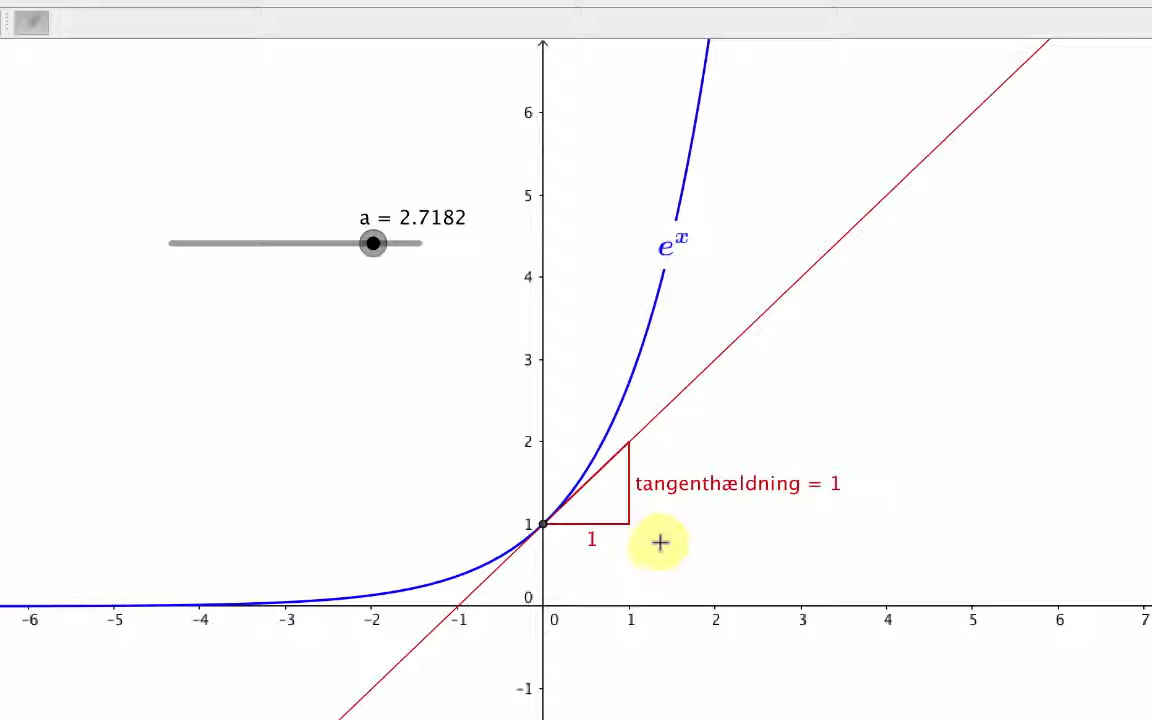 6
5
a = 2.7182
e^x
4
3
2
tangenthældning = 1
1
1
0
-6 -5 -4 -3 -2 -1 0 1 2 3 4 5 6 7
-1